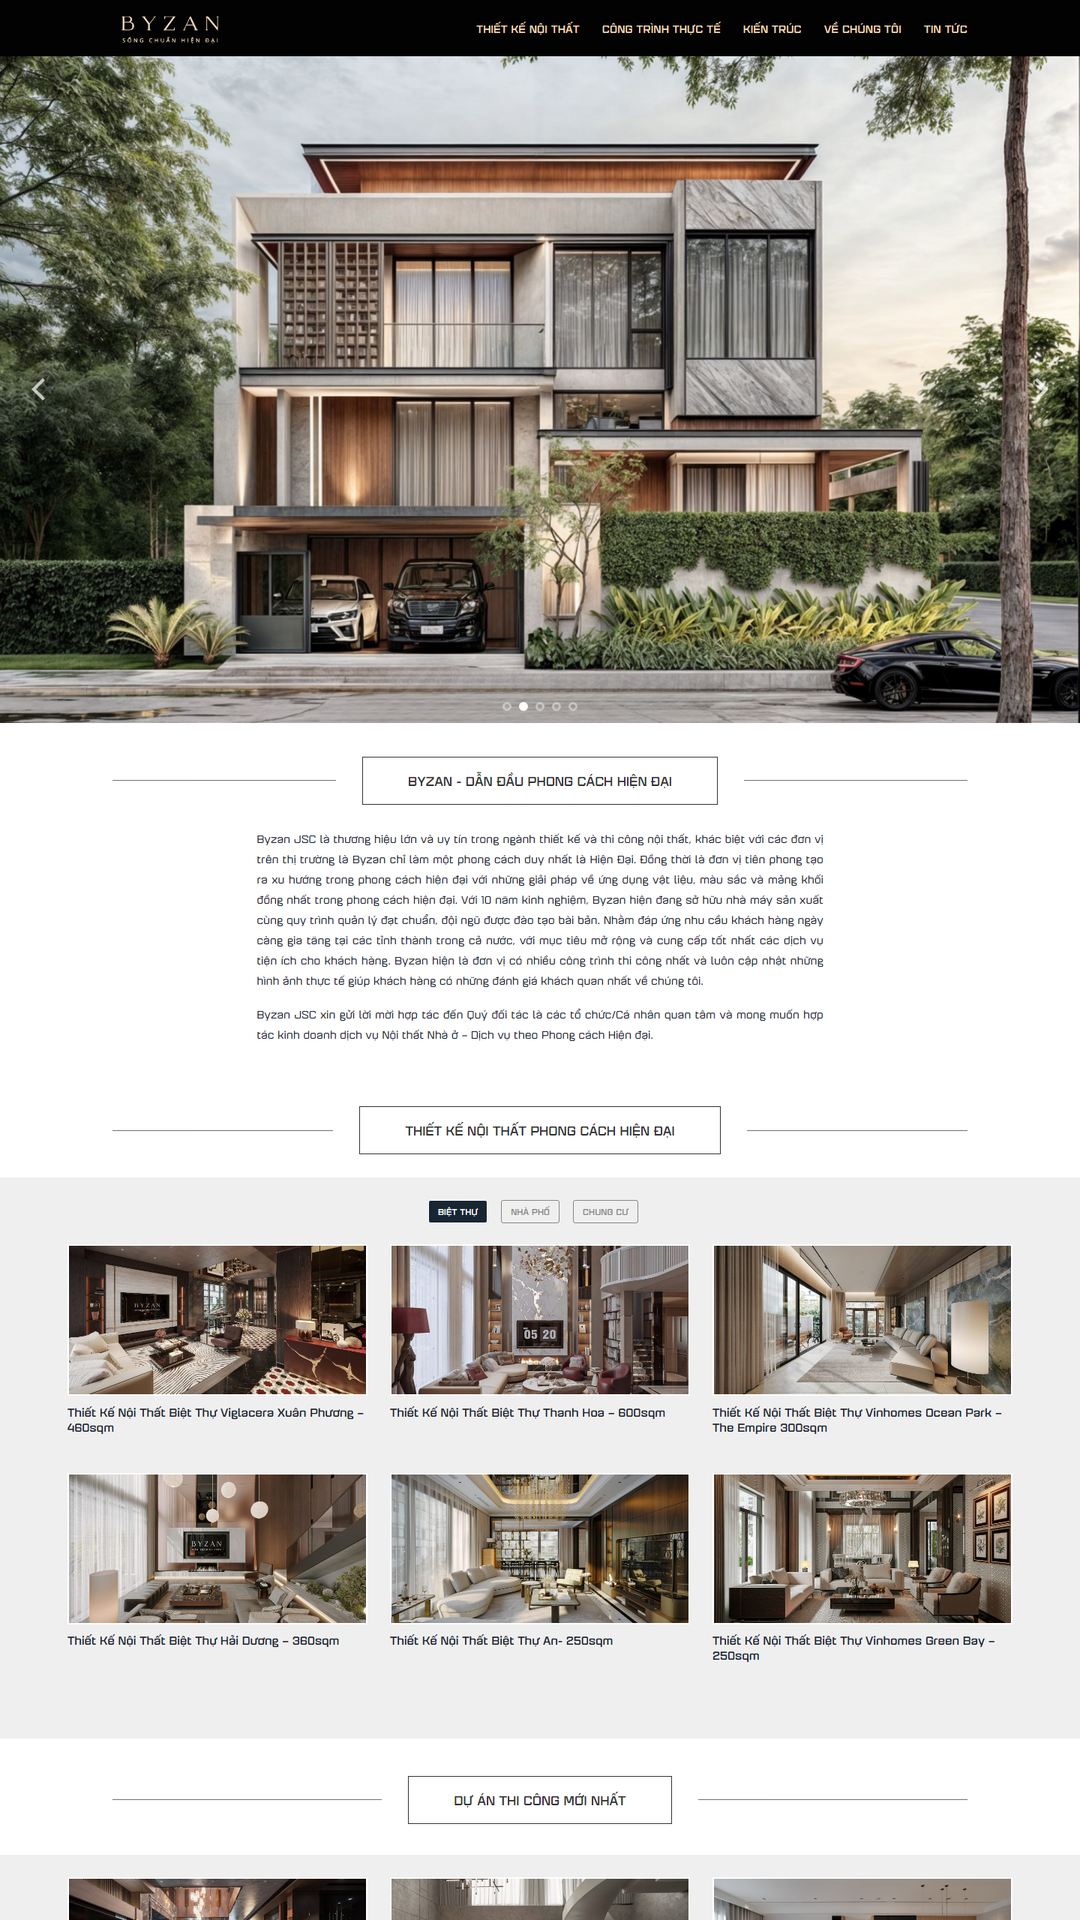 BYZAN
SỐNG CHUẨN HIỆN ĐẠI
THIẾT KẾ NỘI THẤT
CÔNG TRÌNH THỰC TẾ
KIẾN TRÚC
VỀ CHÚNG TÔI
TIN TỨC
BYZAN - DẪN ĐẦU PHONG CÁCH HIỆN ĐẠI
Byzan JSC là thương hiệu lớn và uy tín trong ngành thiết kế và thi công nội thất, khác biệt với các đơn vị
trên thị trường là Byzan chỉ làm một phong cách duy nhất là Hiện Đại. Đồng thời là đơn vị tiên phong tạo
ra xu hướng trong phong cách hiện đại với những giải pháp về ứng dụng vật liệu, màu sắc và mảng khối
đồng nhất trong phong cách hiện đại. Với 10 năm kinh nghiệm, Byzan hiện đang sở hữu nhà máy sản xuất
cùng quy trình quản lý đạt chuẩn, đội ngũ được đào tạo bài bản. Nhằm đáp ứng nhu cầu khách hàng ngày
càng gia tăng tại các tỉnh thành trong cả nước, với mục tiêu mở rộng và cung cấp tốt nhất các dịch vụ
tiện ích cho khách hàng. Byzan hiện là đơn vị có nhiều công trình thi công nhất và luôn cập nhật những
hình ảnh thực tế giúp khách hàng có những đánh giá khách quan nhất về chúng tôi.
Byzan JSC xin gửi lời mời hợp tác đến Quý đối tác là các tổ chức/Cá nhân quan tâm và mong muốn hợp
tác kinh doanh dịch vụ Nội thất Nhà ở – Dịch vụ theo Phong cách Hiện đại.
THIẾT KẾ NỘI THẤT PHONG CÁCH HIỆN ĐẠI
BIỆT THỰ
NHÀ PHỐ
CHUNG CƯ
BYZAN
05 20
Thiết Kế Nội Thất Biệt Thự Viglacera Xuân Phương –
460sqm
Thiết Kế Nội Thất Biệt Thự Thanh Hoa – 600sqm
Thiết Kế Nội Thất Biệt Thự Vinhomes Ocean Park –
The Empire 300sqm
BYZAN
Thiết Kế Nội Thất Biệt Thự Hải Dương – 360sqm
Thiết Kế Nội Thất Biệt Thự An- 250sqm
Thiết Kế Nội Thất Biệt Thự Vinhomes Green Bay –
250sqm
DỰ ÁN THI CÔNG MỚI NHẤT